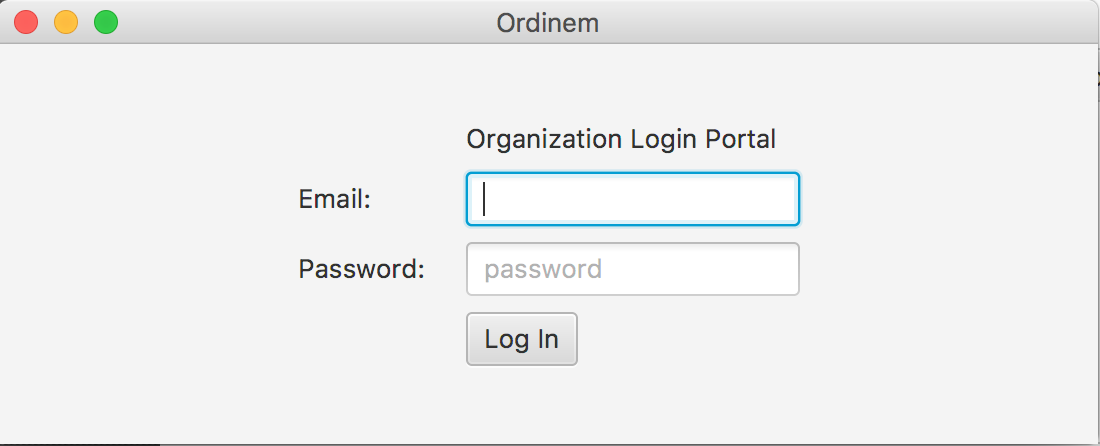 Ordinem
Organization Login Portal
Email:
Password: password
Log In